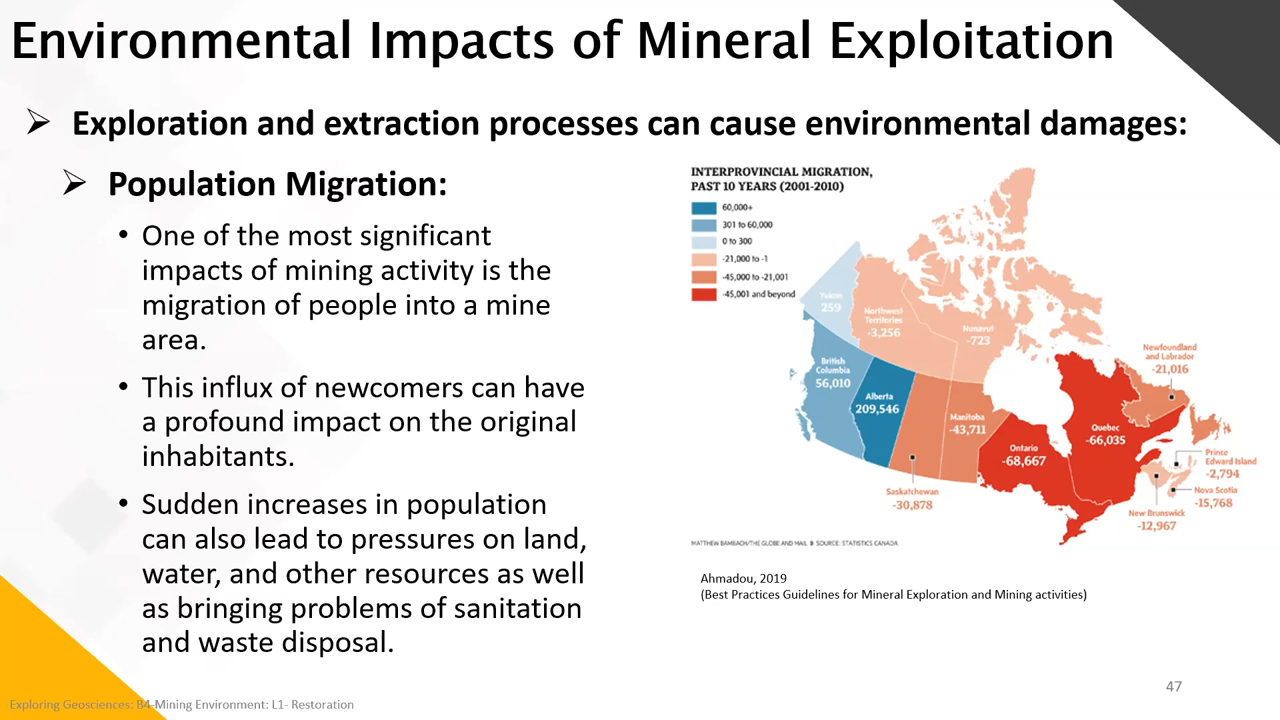 Environmental Impacts of Mineral Exploitation
➢ Exploration and extraction processes can cause environmental damages:
➢ Population Migration:
• One of the most significant
impacts of mining activity is the
migration of people into a mine
area.
• This influx of newcomers can have
a profound impact on the original
inhabitants.
• Sudden increases in population
can also lead to pressures on land,
water, and other resources as well
as bringing problems of sanitation
and waste disposal.
INTERPROVINCIAL MIGRATION,
PAST 10 YEARS (2001-2010)
60,000+
301 to 60,000
0 to 300
-21,000 to -1
-45,000 to -21,001
-45,001 and beyond
Yukon
259
Northwest
Territories
-3,256
Nunavut
-723
British
Columbia
56,010
Alberta
209,546
Saskatchewan
-30,878
Manitoba
-43,711
Ontario
-68,667
Quebec
-66,035
Newfoundland
and Labrador
-21,016
Prince
Edward Island
-2,794
Nova Scotia
-15,768
New Brunswick
-12,967
MATTHEW BAMBACH/THE GLOBE AND MAIL SOURCE: STATISTICS CANADA
Ahmadou, 2019
(Best Practices Guidelines for Mineral Exploration and Mining activities)
47
Exploring Geosciences: B4-Mining Environment: L1- Restoration